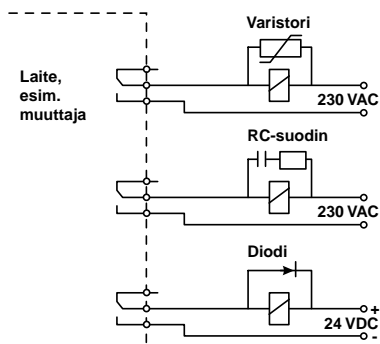 Varistori
Laite,
esim.
muuttaja
230 VAC
RC-suodin
230 VAC
Diodi
+
24 VDC
-